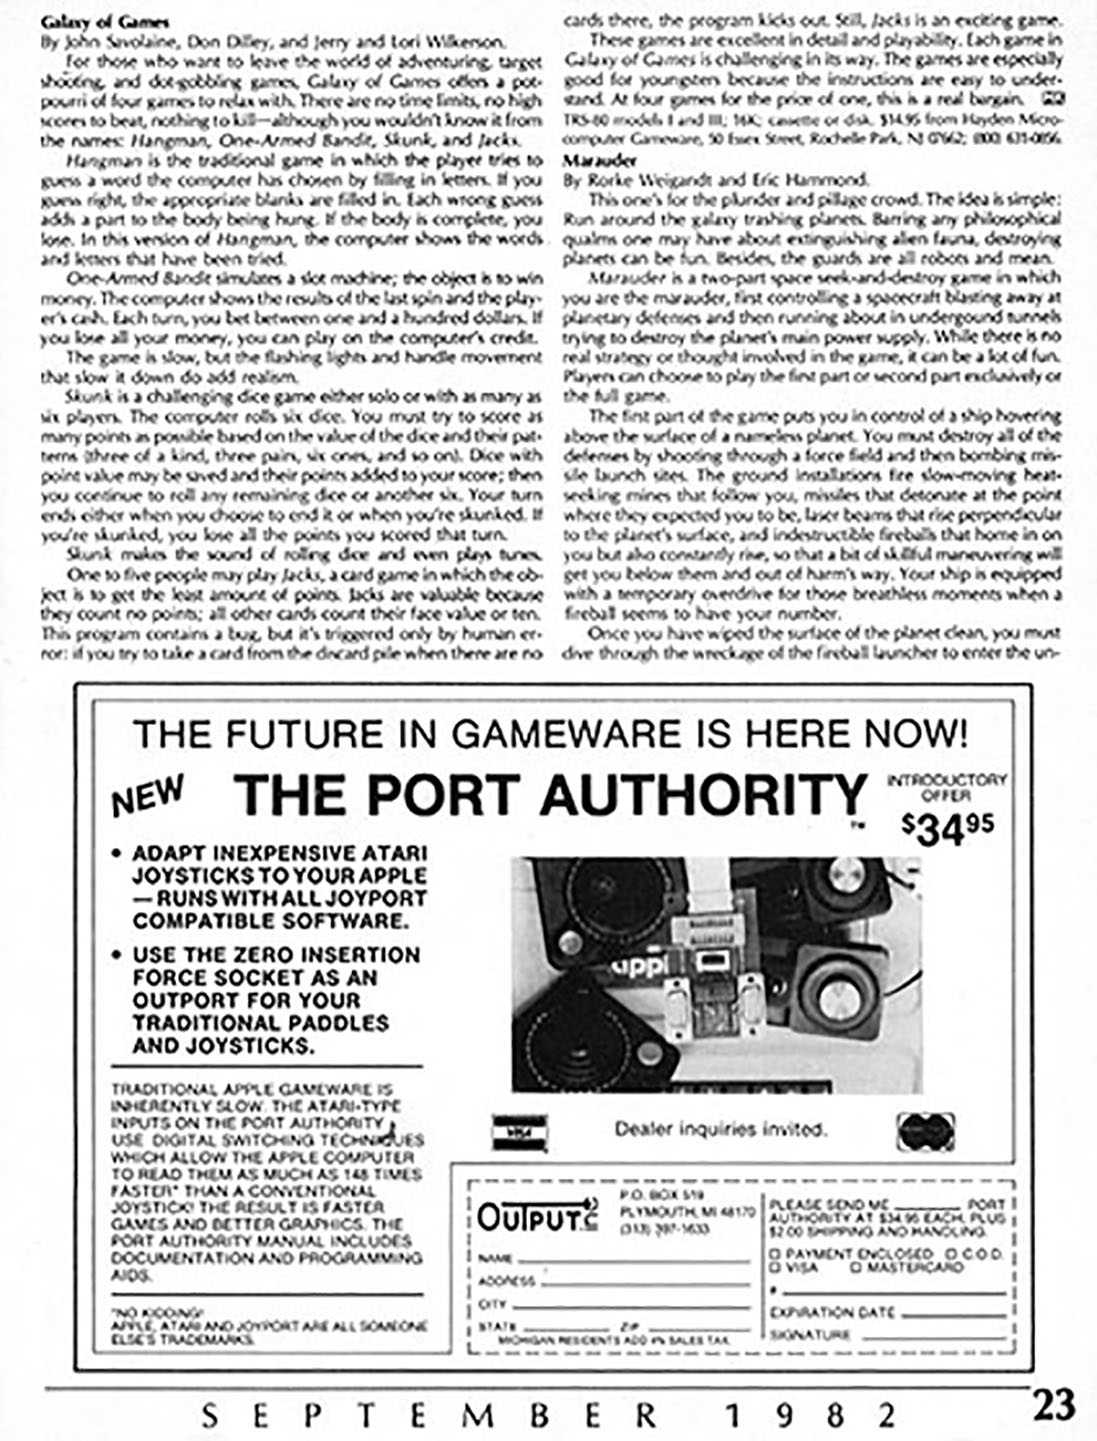 Galaxy of Games
By John Savolaine, Don Dilley, and Jerry and Lori Wilkerson.
For those who want to leave the world of adventuring, target
shooting, and dot-gobbling games, Galaxy of Games offers a pot-
pourri of four games to relax with. There are no time limits, no high
scores to beat, nothing to kill—although you wouldn't know it from
the names: Hangman, One-Armed Bandit, Skunk, and Jacks.
Hangman is the traditional game in which the player tries to
guess a word the computer has chosen by filling in letters. If you
guess right, the appropriate blanks are filled in. Each wrong guess
adds a part to the body being hung. If the body is complete, you
lose. In this version of Hangman, the computer shows the words
and letters that have been tried.
One-Armed Bandit simulates a slot machine; the object is to win
money. The computer shows the results of the last spin and the play-
er's cash. Each turn, you bet between one and a hundred dollars. If
you lose all your money, you can play on the computer's credit.
The game is slow, but the flashing lights and handle movement
that slow it down do add realism.
Skunk is a challenging dice game either solo or with as many as
six players. The computer rolls six dice. You must try to score as
many points as possible based on the value of the dice and their pat-
terns (three of a kind, three pairs, six ones, and so on). Dice with
point value may be saved and their points added to your score; then
you continue to roll any remaining dice or another six. Your turn
ends either when you choose to end it or when you're skunked. If
you're skunked, you lose all the points you scored that turn.
Skunk makes the sound of rolling dice and even plays tunes.
One to five people may play Jacks, a card game in which the ob-
ject is to get the least amount of points. Jacks are valuable because
they count no points; all other cards count their face value or ten.
This program contains a bug, but it's triggered only by human er-
ror: if you try to take a card from the discard pile when there are no
cards there, the program kicks out. Still, Jacks is an exciting game.
These games are excellent in detail and playability. Each game in
Galaxy of Games is challenging in its way. The games are especially
good for youngsters because the instructions are easy to under-
stand. At four games for the price of one, this is a real bargain.
TRS-80 models I and III; 16K; cassette or disk. $14.95 from Hayden Micro-
computer Gameware, 50 Essex Street, Rochelle Park, NJ 07662; (800) 631-0856.
Marauder
By Rorke Weigandt and Eric Hammond.
This one's for the plunder and pillage crowd. The idea is simple:
Run around the galaxy trashing planets. Barring any philosophical
qualms one may have about extinguishing alien fauna, destroying
planets can be fun. Besides, the guards are all robots and mean.
Marauder is a two-part space seek-and-destroy game in which
you are the marauder, first controlling a spacecraft blasting away at
planetary defenses and then running about in undergound tunnels
trying to destroy the planet's main power supply. While there is no
real strategy or thought involved in the game, it can be a lot of fun.
Players can choose to play the first part or second part exclusively or
the full game.
The first part of the game puts you in control of a ship hovering
above the surface of a nameless planet. You must destroy all of the
defenses by shooting through a force field and then bombing mis-
sile launch sites. The ground installations fire slow-moving heat-
seeking mines that follow you, missiles that detonate at the point
where they expected you to be, laser beams that rise perpendicular
to the planet's surface, and indestructible fireballs that home in on
you but also constantly rise, so that a bit of skillful maneuvering will
get you below them and out of harm's way. Your ship is equipped
with a temporary overdrive for those breathless moments when a
fireball seems to have your number.
Once you have wiped the surface of the planet clean, you must
dive through the wreckage of the fireball launcher to enter the un-
THE FUTURE IN GAMEWARE IS HERE NOW!
NEW THE PORT AUTHORITY ™
INTRODUCTORY
OFFER
$34 95
• ADAPT INEXPENSIVE ATARI
JOYSTICKS TO YOUR APPLE
— RUNS WITH ALL JOYPORT
COMPATIBLE SOFTWARE.
• USE THE ZERO INSERTION
FORCE SOCKET AS AN
OUTPORT FOR YOUR
TRADITIONAL PADDLES
AND JOYSTICKS.
appl
TRADITIONAL APPLE GAMEWARE IS
INHERENTLY SLOW. THE ATARI-TYPE
INPUTS ON THE PORT AUTHORITY
USE DIGITAL SWITCHING TECHNIQUES
WHICH ALLOW THE APPLE COMPUTER
TO READ THEM AS MUCH AS 148 TIMES
FASTER* THAN A CONVENTIONAL
JOYSTICK! THE RESULT IS FASTER
GAMES AND BETTER GRAPHICS. THE
PORT AUTHORITY MANUAL INCLUDES
DOCUMENTATION AND PROGRAMMING
AIDS.
*NO KIDDING!
APPLE, ATARI AND JOYPORT ARE ALL SOMEONE
ELSE'S TRADEMARKS.
VISA
Dealer inquiries invited.
OUTPUT
P.O. BOX 519
PLYMOUTH, MI 48170
(313) 397-1633
NAME
ADDRESS
CITY
STATE ZIP
MICHIGAN RESIDENTS ADD 4% SALES TAX.
PLEASE SEND ME PORT
AUTHORITY AT $34.95 EACH, PLUS
$2.00 SHIPPING AND HANDLING.
☐ PAYMENT ENCLOSED ☐ C.O.D.
☐ VISA ☐ MASTERCARD
#
EXPIRATION DATE
SIGNATURE
SEPTEMBER 1982
23